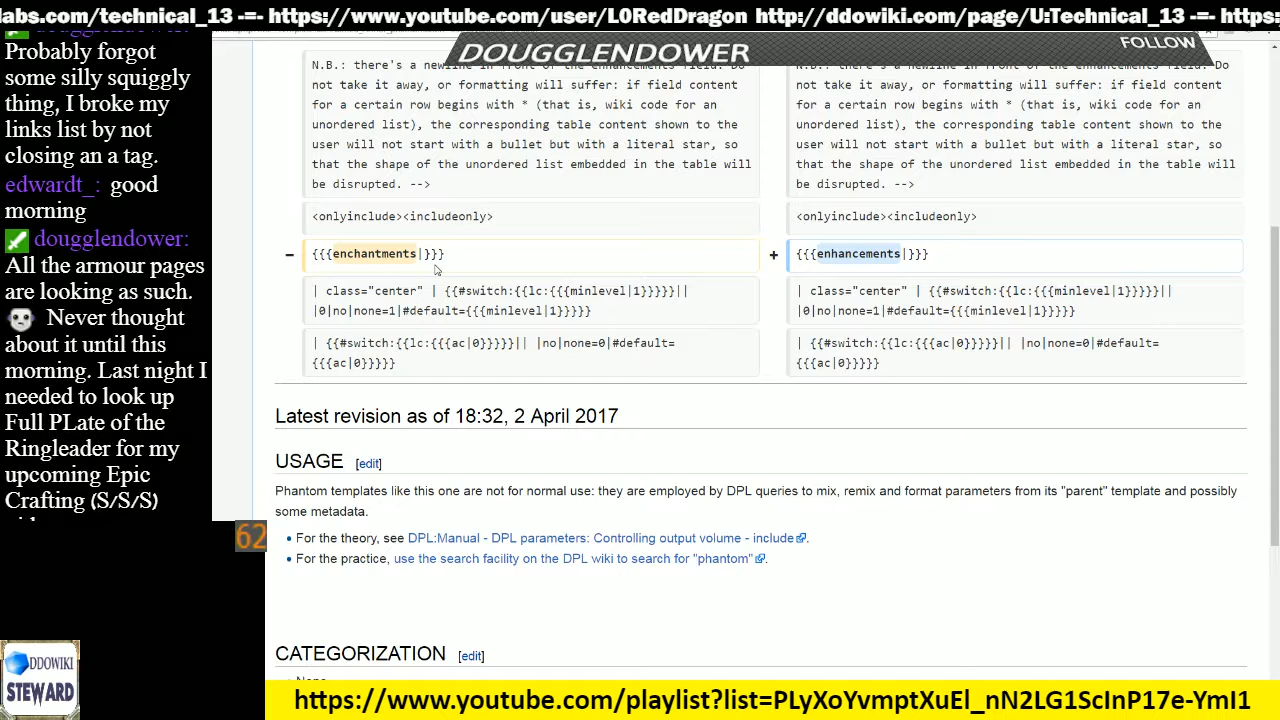 labs.com/technical_13 -=- https://www.youtube.com/user/L0RedDragon http://ddowiki.com/page/U:Technical_13 -=- https:
dougglendower:
Probably forgot
some silly squiggly
thing, I broke my
links list by not
closing an a tag.
edwardt_: good
morning
dougglendower:
All the armour pages
are looking as such.
Never thought
about it until this
morning. Last night I
needed to look up
Full PLate of the
Ringleader for my
upcoming Epic
Crafting (S/S/S)
DOUGGLENDOWER
FOLLOW
N.B.: there's a newline in front of the enhancements field. Do
not take it away, or formatting will suffer: if field content
for a certain row begins with * (that is, wiki code for an
unordered list), the corresponding table content shown to the
user will not start with a bullet but with a literal star, so
that the shape of the unordered list embedded in the table will
be disrupted. -->
<onlyinclude><includeonly>
− {{{enchantments|}}}
| class="center" | {{#switch:{{lc:{{{minlevel|1}}}}}||
|0|no|none=1|#default={{{minlevel|1}}}}}
| {{#switch:{{lc:{{{ac|0}}}}}|| |no|none=0|#default=
{{{ac|0}}}}}
N.B.: there's a newline in front of the enhancements field. Do
not take it away, or formatting will suffer: if field content
for a certain row begins with * (that is, wiki code for an
unordered list), the corresponding table content shown to the
user will not start with a bullet but with a literal star, so
that the shape of the unordered list embedded in the table will
be disrupted. -->
<onlyinclude><includeonly>
+ {{{enhancements|}}}
| class="center" | {{#switch:{{lc:{{{minlevel|1}}}}}||
|0|no|none=1|#default={{{minlevel|1}}}}}
| {{#switch:{{lc:{{{ac|0}}}}}|| |no|none=0|#default=
{{{ac|0}}}}}
Latest revision as of 18:32, 2 April 2017
USAGE [edit]
Phantom templates like this one are not for normal use: they are employed by DPL queries to mix, remix and format parameters from its "parent" template and possibly
some metadata.
• For the theory, see DPL:Manual - DPL parameters: Controlling output volume - include.
• For the practice, use the search facility on the DPL wiki to search for "phantom".
62
CATEGORIZATION [edit]
DDOWIKI
STEWARD
https://www.youtube.com/playlist?list=PLyXoYvmptXuEl_nN2LG1ScInP17e-YmI1